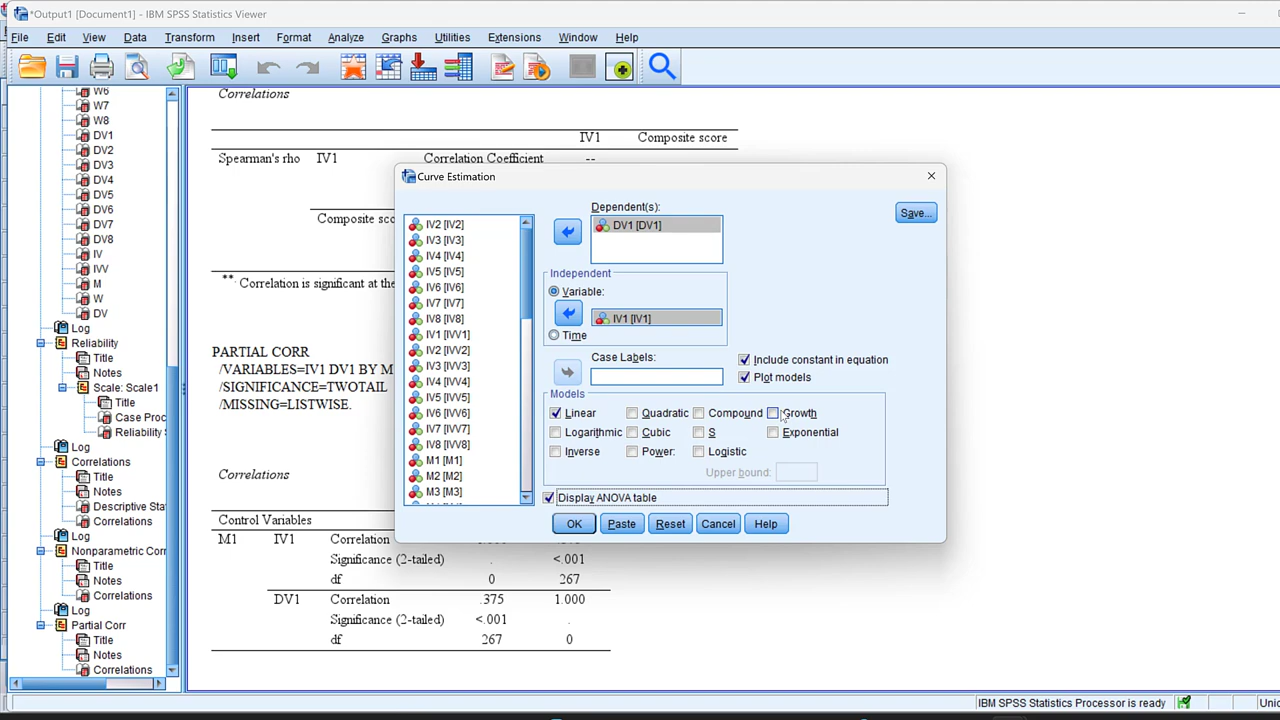 *Output1 [Document1] - IBM SPSS Statistics Viewer
File Edit View Data Transform Insert Format Analyze Graphs Utilities Extensions Window Help
W6
W7
W8
DV1
DV2
DV3
DV4
DV5
DV6
DV7
DV8
IV
IVV
M
W
DV
Log
Reliability
Title
Notes
Scale: Scale1
Title
Case Proc
Reliability
Log
Correlations
Title
Notes
Descriptive Stat
Correlations
Log
Nonparametric Corr
Title
Notes
Correlations
Log
Partial Corr
Title
Notes
Correlations
Correlations
IV1 Composite score
Spearman's rho IV1 Correlation Coefficient --
Composite sco
**. Correlation is significant at the
PARTIAL CORR
/VARIABLES=IV1 DV1 BY M
/SIGNIFICANCE=TWOTAIL
/MISSING=LISTWISE.
Correlations
Control Variables
M1 IV1 Correlation
Significance (2-tailed) . <.001
df 0 267
DV1 Correlation .375 1.000
Significance (2-tailed) <.001 .
df 267 0
Curve Estimation
IV2 [IV2]
IV3 [IV3]
IV4 [IV4]
IV5 [IV5]
IV6 [IV6]
IV7 [IV7]
IV8 [IV8]
IV1 [IVV1]
IV2 [IVV2]
IV3 [IVV3]
IV4 [IVV4]
IV5 [IVV5]
IV6 [IVV6]
IV7 [IVV7]
IV8 [IVV8]
M1 [M1]
M2 [M2]
M3 [M3]
Dependent(s):
DV1 [DV1]
Save...
Independent
Variable:
IV1 [IV1]
Time
Case Labels:
Include constant in equation
Plot models
Models
Linear Quadratic Compound Growth
Logarithmic Cubic S Exponential
Inverse Power: Logistic
Upper bound:
Display ANOVA table
OK Paste Reset Cancel Help
IBM SPSS Statistics Processor is ready